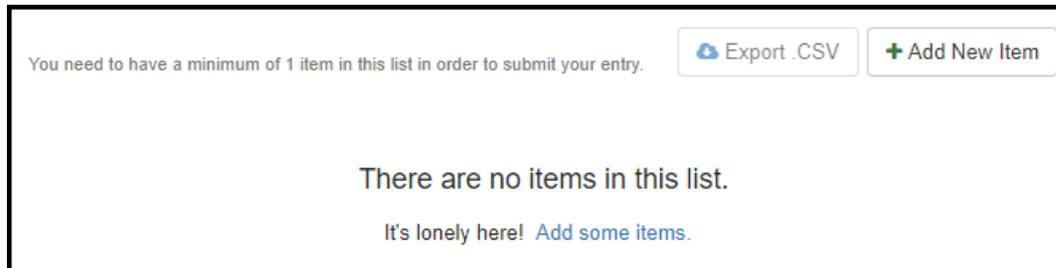 You need to have a minimum of 1 item in this list in order to submit your entry.
Export .CSV
Add New Item
There are no items in this list.
It's lonely here! Add some items.